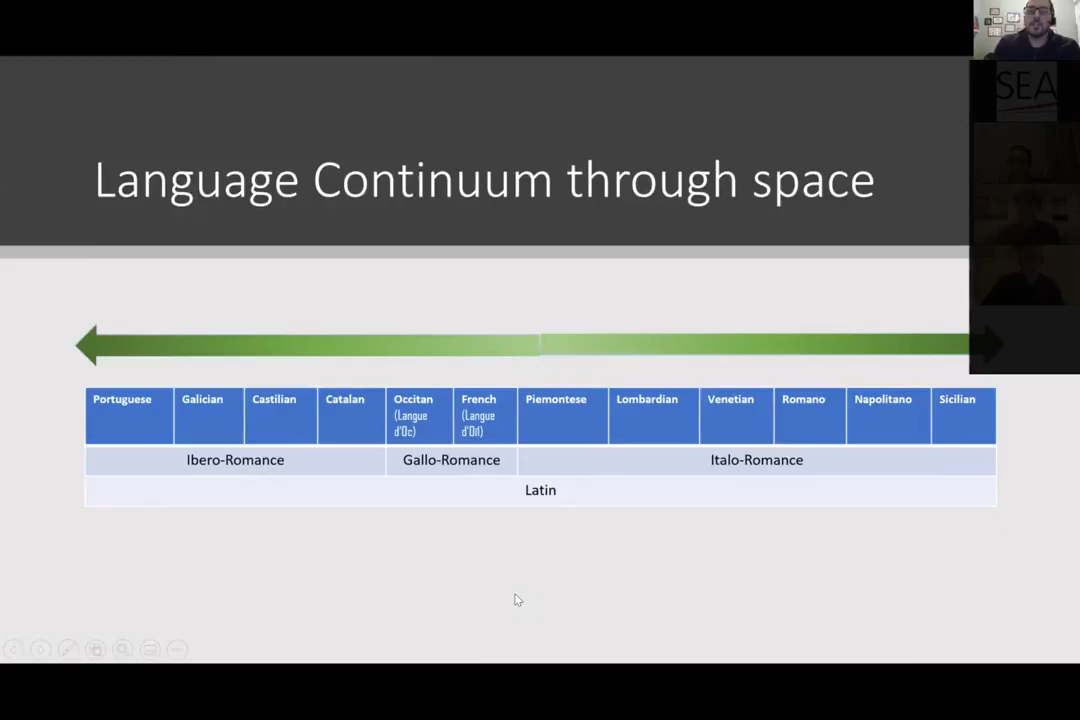 SEA
Language Continuum through space
Portuguese Galician Castilian Catalan Occitan (Langue d'Oc) French (Langue d'Oïl) Piemontese Lombardian Venetian Romano Napolitano Sicilian
Ibero-Romance Gallo-Romance Italo-Romance
Latin